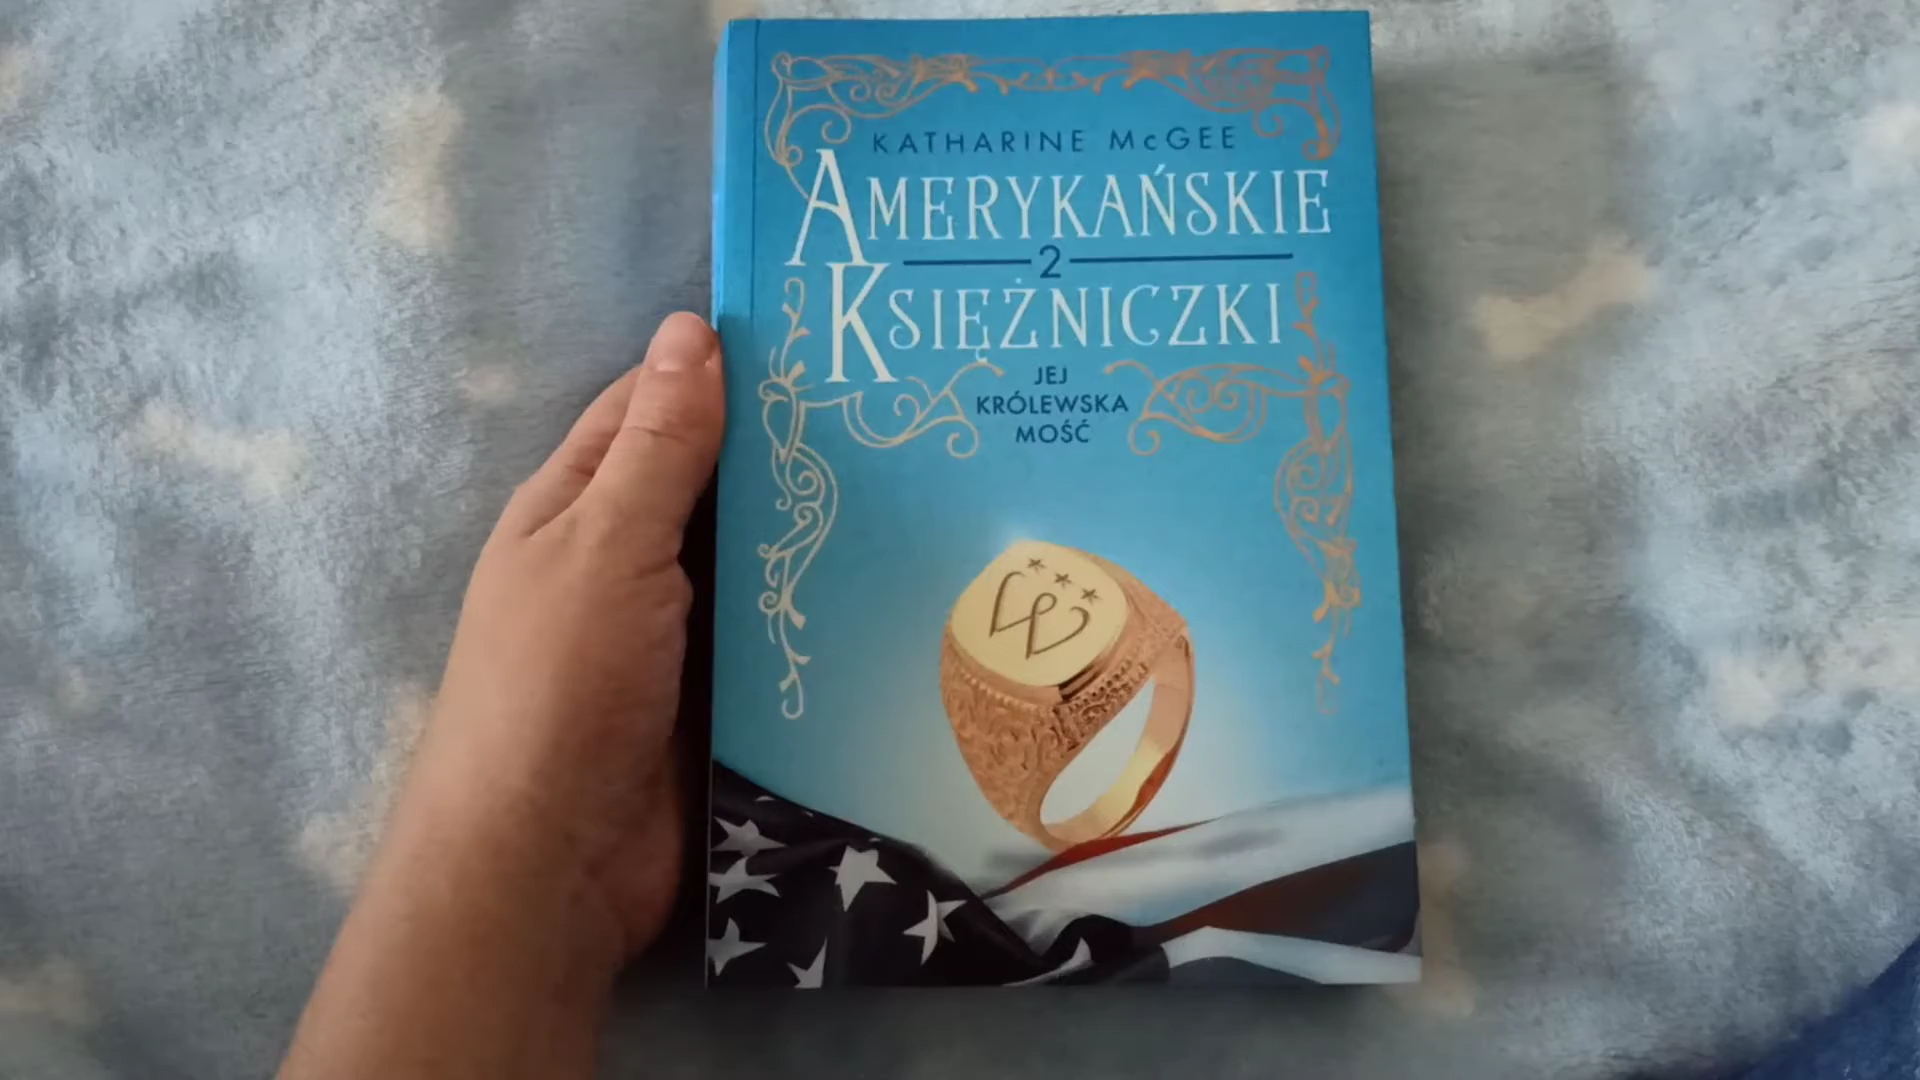 KATHARINE McGEE
AMERYKAŃSKIE
2
KSIĘŻNICZKI
JEJ
KRÓLEWSKA
MOŚĆ
W